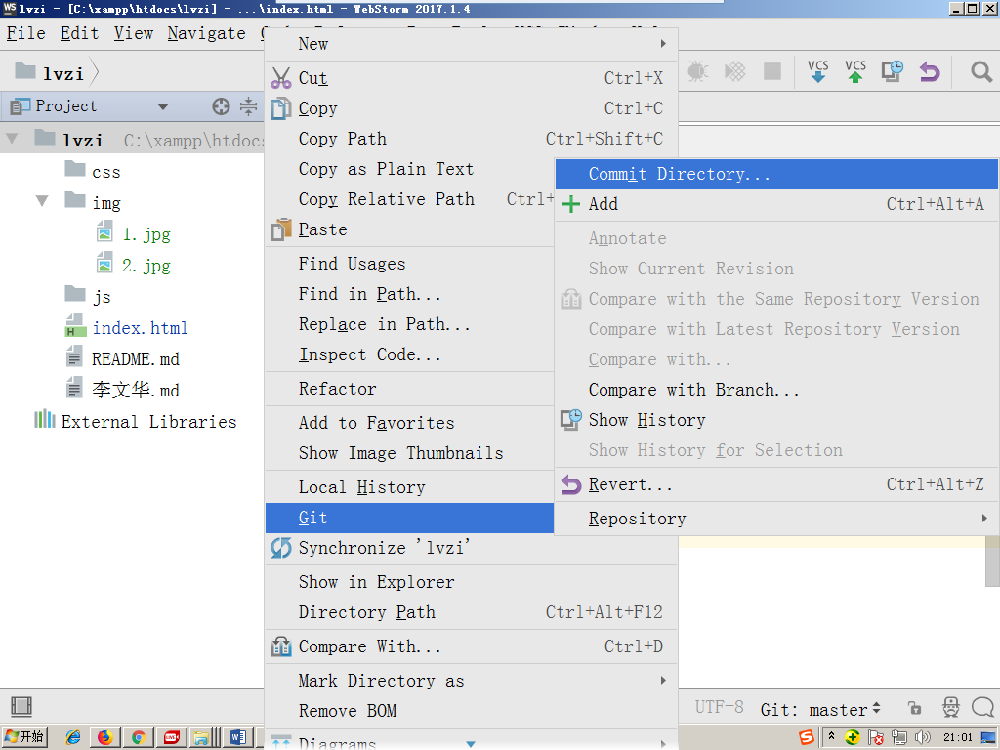 lvzi - [C:\xampp\htdocs\lvzi] - ...\index.html - WebStorm 2017.1.4
File Edit View Navigate
lvzi
VCS VCS
Project
lvzi C:\xampp\htdocs
css
img
1.jpg
2.jpg
js
index.html
README.md
李文华.md
External Libraries
New
Cut Ctrl+X
Copy Ctrl+C
Copy Path Ctrl+Shift+C
Copy as Plain Text
Copy Relative Path Ctrl+
Paste
Find Usages
Find in Path...
Replace in Path...
Inspect Code...
Refactor
Add to Favorites
Show Image Thumbnails
Local History
Git
Synchronize 'lvzi'
Show in Explorer
Directory Path Ctrl+Alt+F12
Compare With... Ctrl+D
Mark Directory as
Remove BOM
Diagrams
Commit Directory...
Add Ctrl+Alt+A
Annotate
Show Current Revision
Compare with the Same Repository Version
Compare with Latest Repository Version
Compare with...
Compare with Branch...
Show History
Show History for Selection
Revert... Ctrl+Alt+Z
Repository
UTF-8 Git: master
开始 21:01